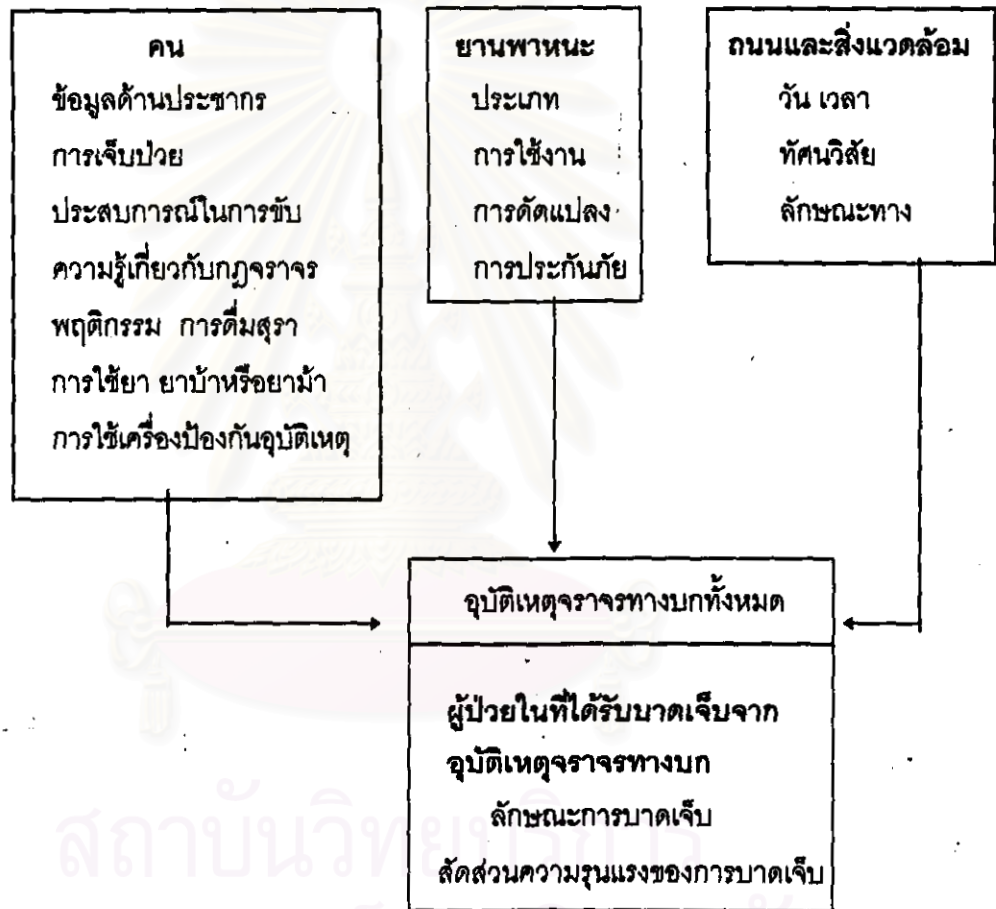 คน
ข้อมูลด้านประชากร
การเจ็บป่วย
ประสบการณ์ในการขับ
ความรู้เกี่ยวกับกฎจราจร
พฤติกรรม การดื่มสุรา
การใช้ยา ยาบ้าหรือยาม้า
การใช้เครื่องป้องกันอุบัติเหตุ
ยานพาหนะ
ประเภท
การใช้งาน
การดัดแปลง
การประกันภัย
ถนนและสิ่งแวดล้อม
วัน เวลา
ทัศนวิสัย
ลักษณะทาง
อุบัติเหตุจราจรทางบกทั้งหมด
ผู้ป่วยในที่ได้รับบาดเจ็บจาก
อุบัติเหตุจราจรทางบก
ลักษณะการบาดเจ็บ
สัดส่วนความรุนแรงของการบาดเจ็บ
สถาบันวิทยบริการ